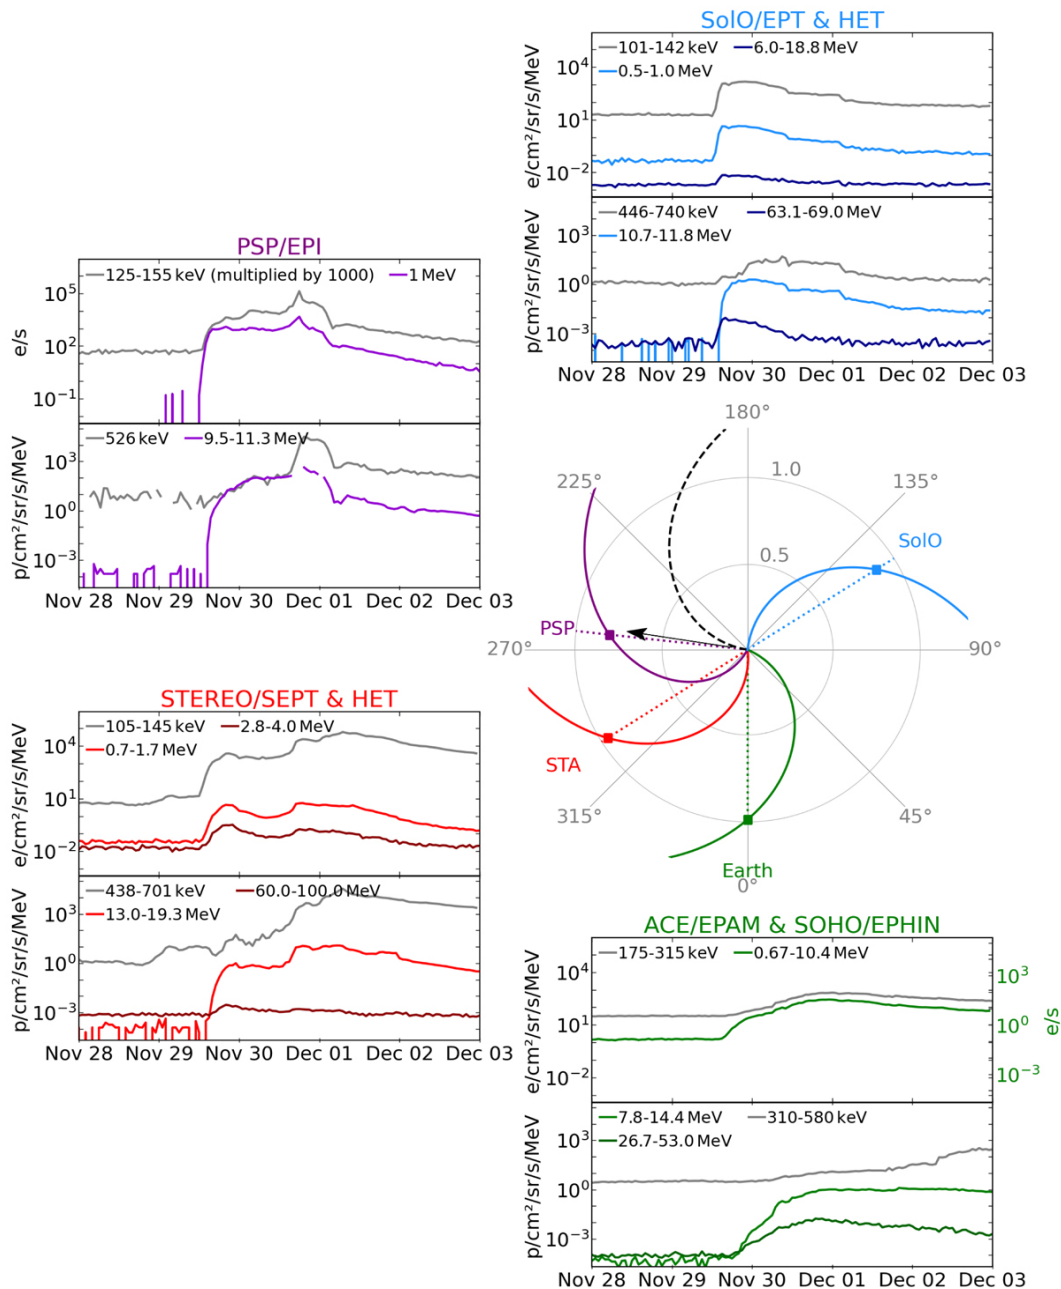 SolO/EPT & HET
101-142 keV 6.0-18.8 MeV
0.5-1.0 MeV
10⁴
10¹
10⁻²
e/cm²/sr/s/MeV
446-740 keV 63.1-69.0 MeV
10.7-11.8 MeV
10³
10⁰
10⁻³
p/cm²/sr/s/MeV
Nov 28 Nov 29 Nov 30 Dec 01 Dec 02 Dec 03
PSP/EPI
125-155 keV (multiplied by 1000) 1 MeV
10⁵
10²
10⁻¹
e/s
526 keV 9.5-11.3 MeV
10³
10⁰
10⁻³
p/cm²/sr/s/MeV
Nov 28 Nov 29 Nov 30 Dec 01 Dec 02 Dec 03
180°
225° 1.0 135°
SolO
0.5
PSP
270° 90°
STA
315° 45°
Earth
0°
STEREO/SEPT & HET
105-145 keV 2.8-4.0 MeV
0.7-1.7 MeV
10⁴
10¹
10⁻²
e/cm²/sr/s/MeV
438-701 keV 60.0-100.0 MeV
13.0-19.3 MeV
10³
10⁰
10⁻³
p/cm²/sr/s/MeV
Nov 28 Nov 29 Nov 30 Dec 01 Dec 02 Dec 03
ACE/EPAM & SOHO/EPHIN
175-315 keV 0.67-10.4 MeV
10⁴
10¹
10⁻²
e/cm²/sr/s/MeV
10³
10⁰
10⁻³
e/s
7.8-14.4 MeV 310-580 keV
26.7-53.0 MeV
10³
10⁰
10⁻³
p/cm²/sr/s/MeV
Nov 28 Nov 29 Nov 30 Dec 01 Dec 02 Dec 03